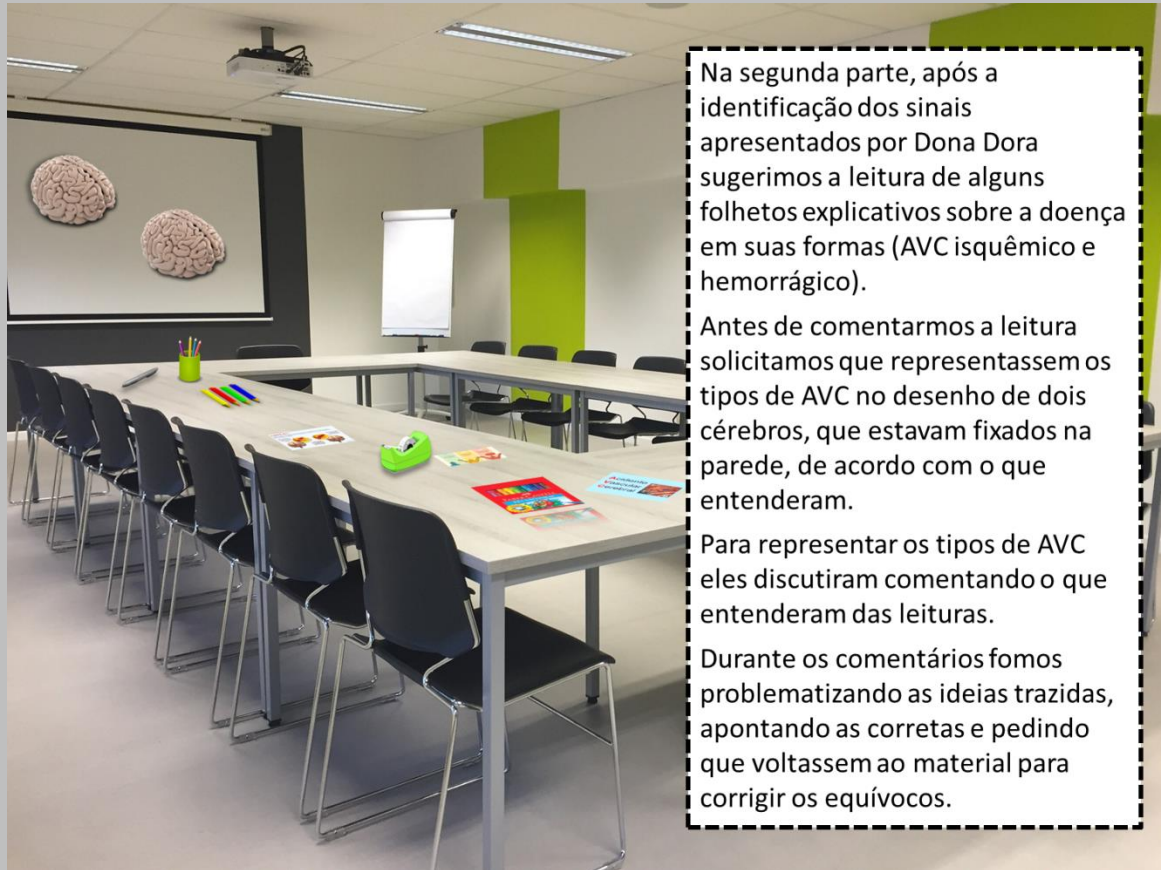 Na segunda parte, após a
identificação dos sinais
apresentados por Dona Dora
sugerimos a leitura de alguns
folhetos explicativos sobre a doença
em suas formas (AVC isquêmico e
hemorrágico).
Antes de comentarmos a leitura
solicitamos que representassem os
tipos de AVC no desenho de dois
cérebros, que estavam fixados na
parede, de acordo com o que
entenderam.
Para representar os tipos de AVC
eles discutiram comentando o que
entenderam das leituras.
Durante os comentários fomos
problematizando as ideias trazidas,
apontando as corretas e pedindo
que voltassem ao material para
corrigir os equívocos.
Acidente
Vascular
Cerebral